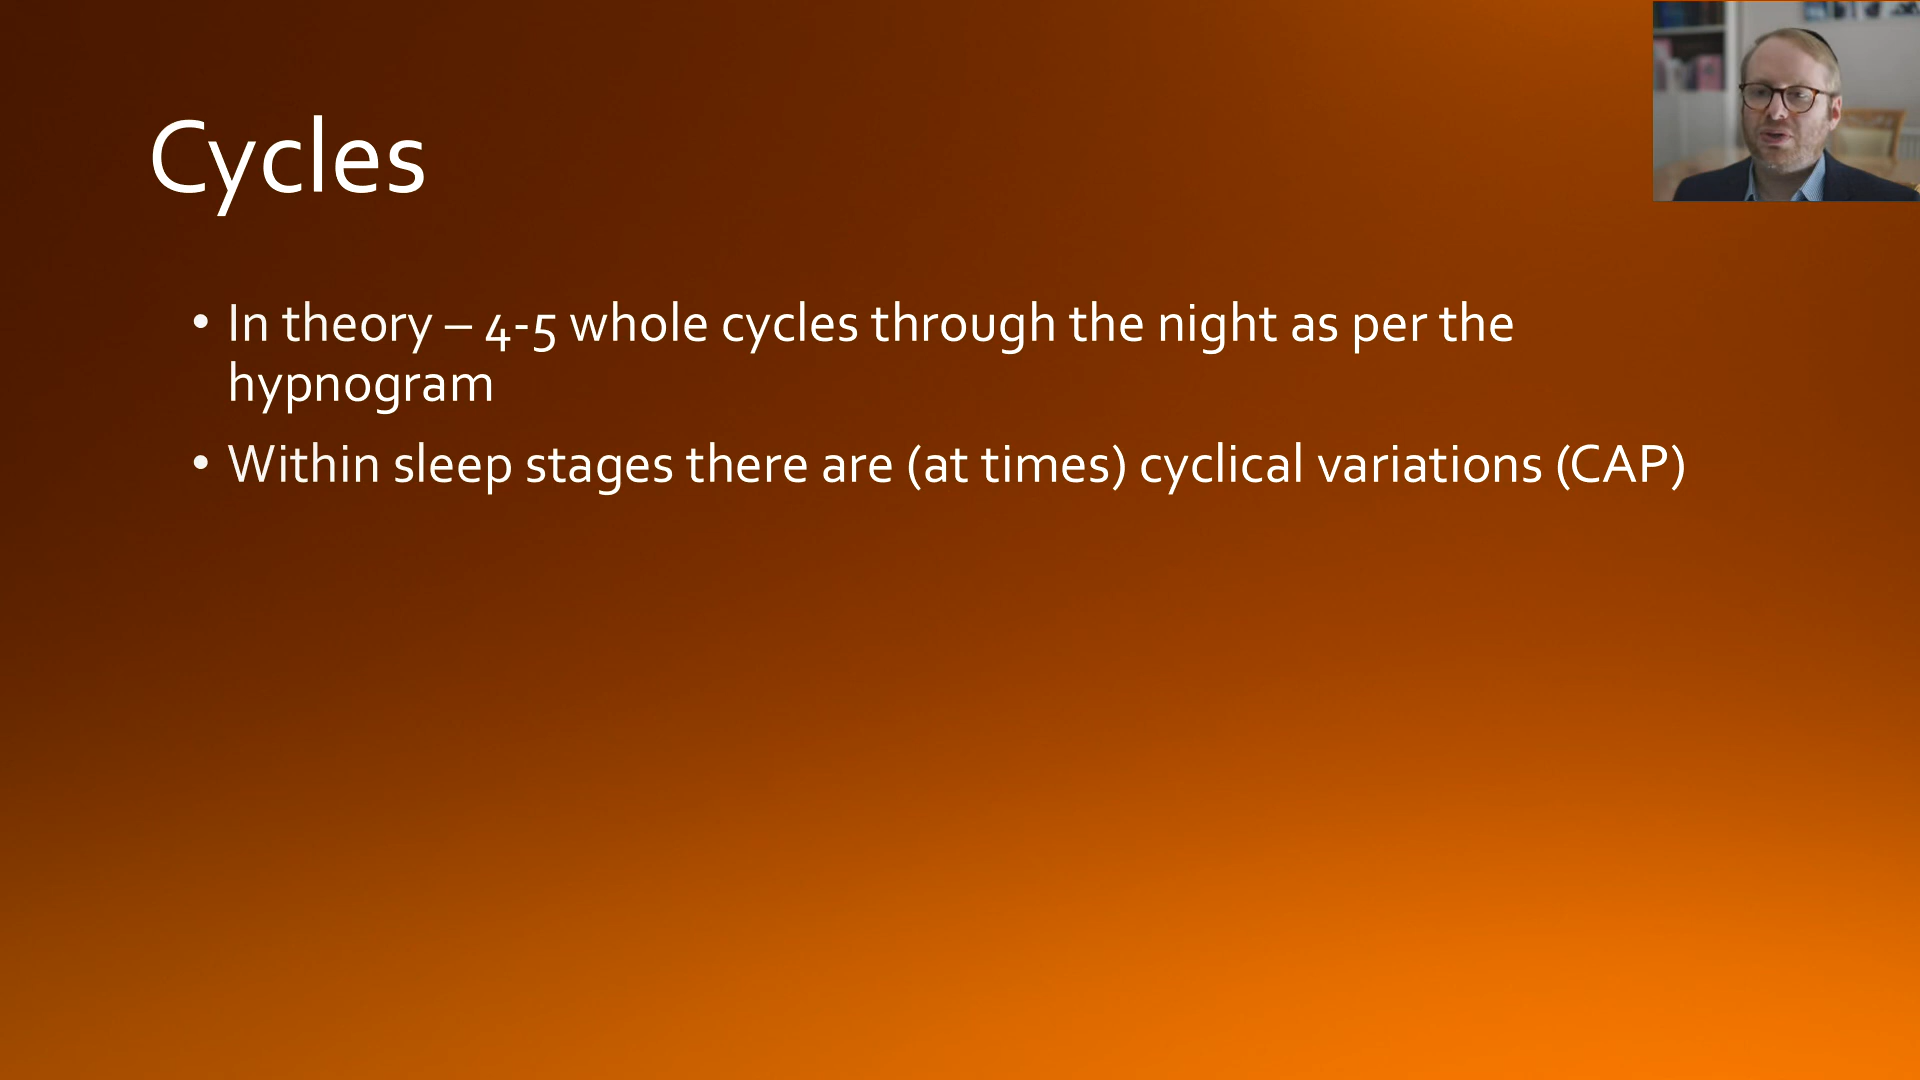 Cycles
• In theory – 4-5 whole cycles through the night as per the
hypnogram
• Within sleep stages there are (at times) cyclical variations (CAP)